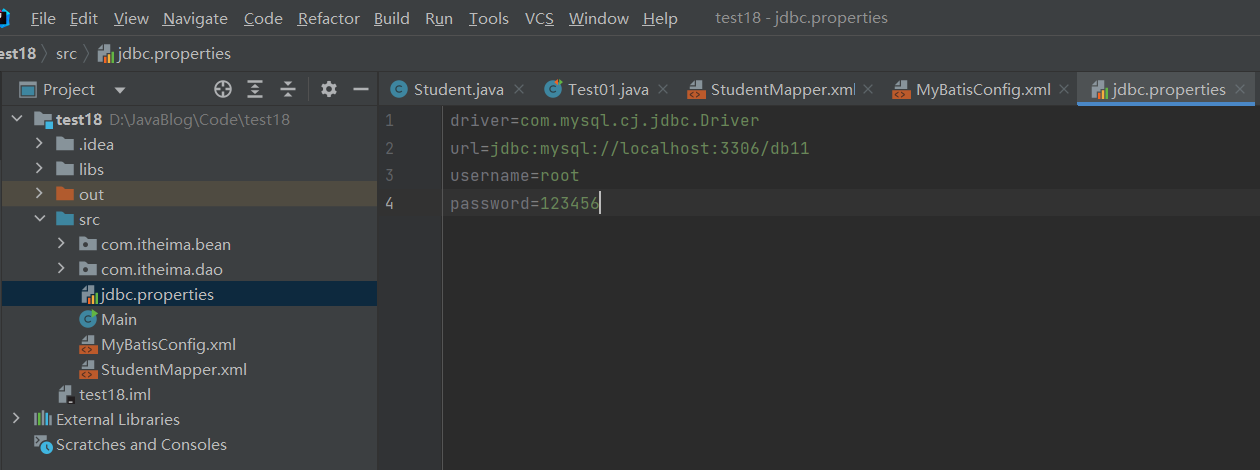 File Edit View Navigate Code Refactor Build Run Tools VCS Window Help test18 - jdbc.properties
est18 src jdbc.properties
Project Student.java Test01.java StudentMapper.xml MyBatisConfig.xml jdbc.properties
test18 D:\JavaBlog\Code\test18
.idea
libs
out
src
com.itheima.bean
com.itheima.dao
jdbc.properties
Main
MyBatisConfig.xml
StudentMapper.xml
test18.iml
External Libraries
Scratches and Consoles
1 driver=com.mysql.cj.jdbc.Driver
2 url=jdbc:mysql://localhost:3306/db11
3 username=root
4 password=123456